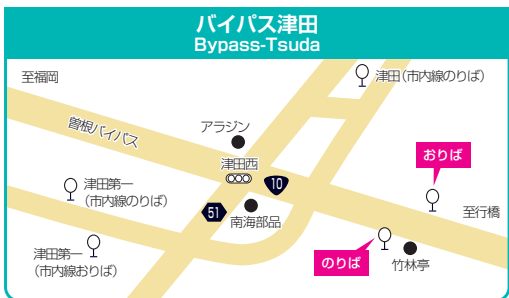 バイパス津田
Bypass-Tsuda
至福岡
津田(市内線のりば)
曽根バイパス
アラジン
津田西
10
おりば
津田第一
(市内線のりば)
51
南海部品
至行橋
津田第一
(市内線おりば)
のりば
竹林亭